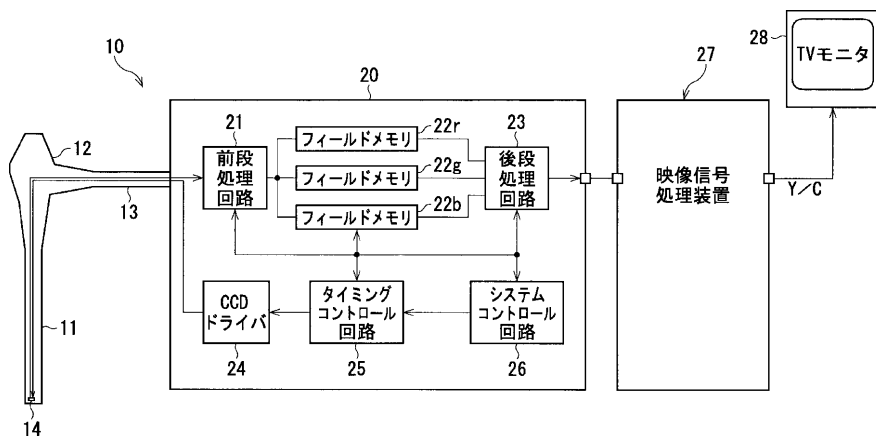 10
20
27
28
TVモニタ
12
21
22r
23
前段
処理
回路
フィールドメモリ
22g
フィールドメモリ
22b
フィールドメモリ
後段
処理
回路
映像信号
処理装置
Y/C
13
CCD
ドライバ
タイミング
コントロール
回路
システム
コントロール
回路
11
24
25
26
14